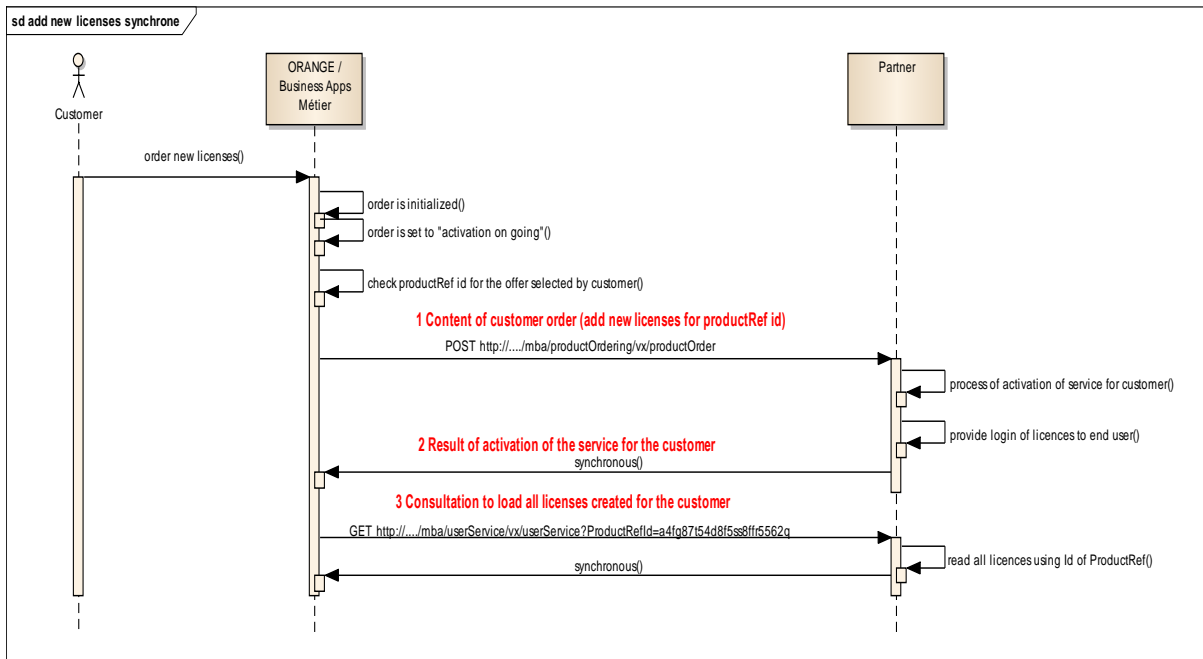 sd add new licenses synchrone
ORANGE /
Business Apps
Métier
Partner
Customer
order new licenses()
order is initialized()
order is set to "activation on going"()
check productRef id for the offer selected by customer()
1 Content of customer order (add new licenses for productRef id)
POST http://..../mba/productOrdering/vx/productOrder
process of activation of service for customer()
provide login of licences to end user()
2 Result of activation of the service for the customer
synchronous()
3 Consultation to load all licenses created for the customer
GET http://..../mba/userService/vx/userService?ProductRefId=a4fg87t54d8f5ss8ffr5562q
read all licences using Id of ProductRef()
synchronous()